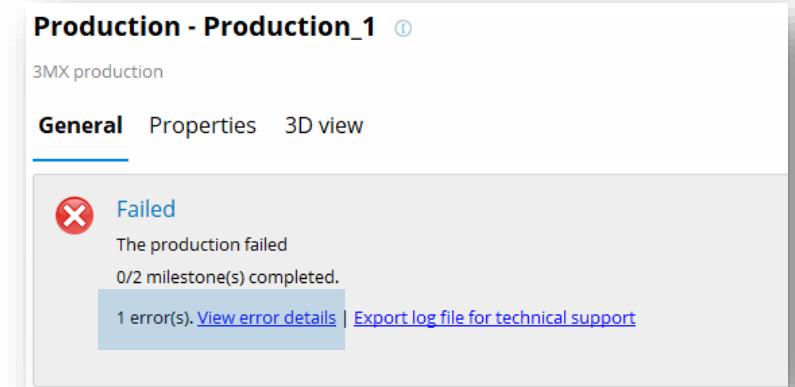 Production - Production_1
3MX production
General Properties 3D view
Failed
The production failed
0/2 milestone(s) completed.
1 error(s). View error details | Export log file for technical support